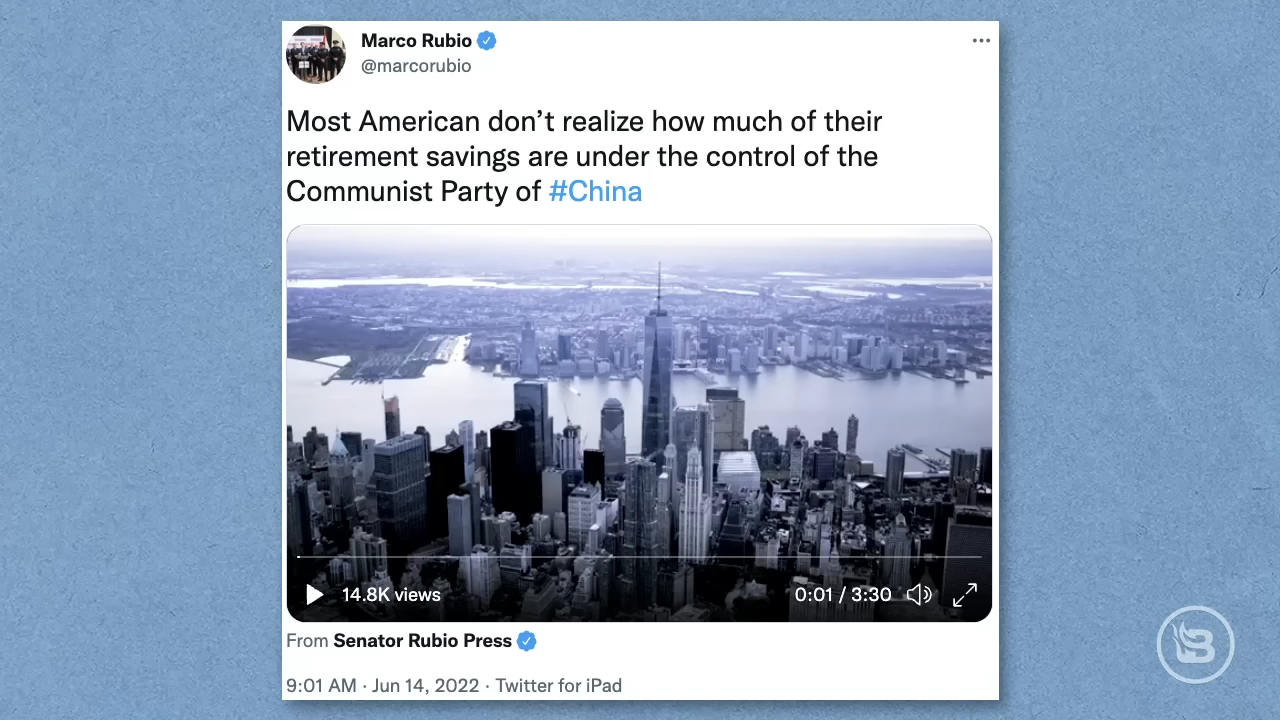 Marco Rubio
@marcorubio
Most American don’t realize how much of their
retirement savings are under the control of the
Communist Party of #China
14.8K views
0:01 / 3:30
From Senator Rubio Press
9:01 AM · Jun 14, 2022 · Twitter for iPad
B